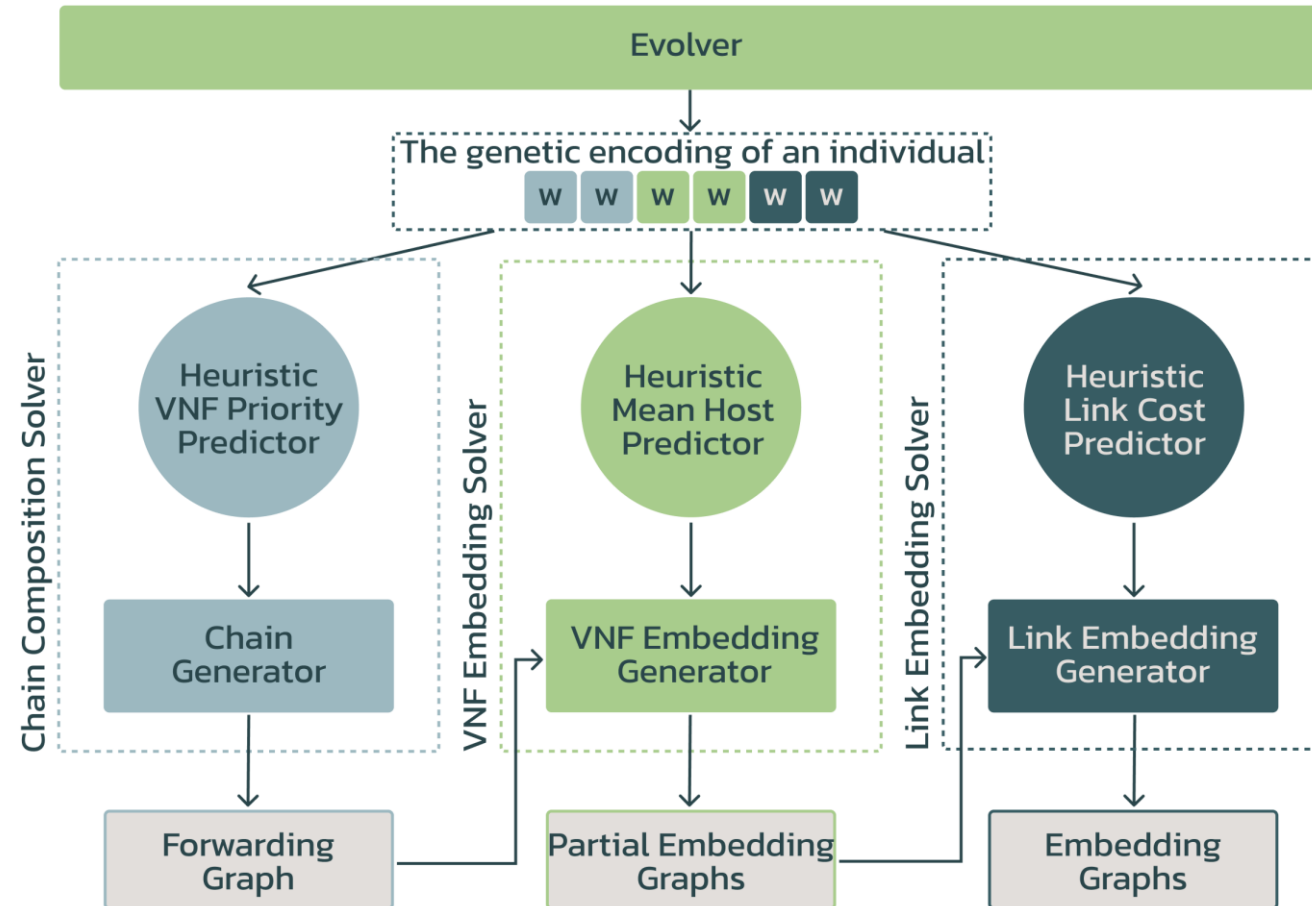 Evolver
The genetic encoding of an individual
W W W W W W
Chain Composition Solver
Heuristic
VNF Priority
Predictor
Chain
Generator
Forwarding
Graph
VNF Embedding Solver
Heuristic
Mean Host
Predictor
VNF Embedding
Generator
Partial Embedding
Graphs
Link Embedding Solver
Heuristic
Link Cost
Predictor
Link Embedding
Generator
Embedding
Graphs